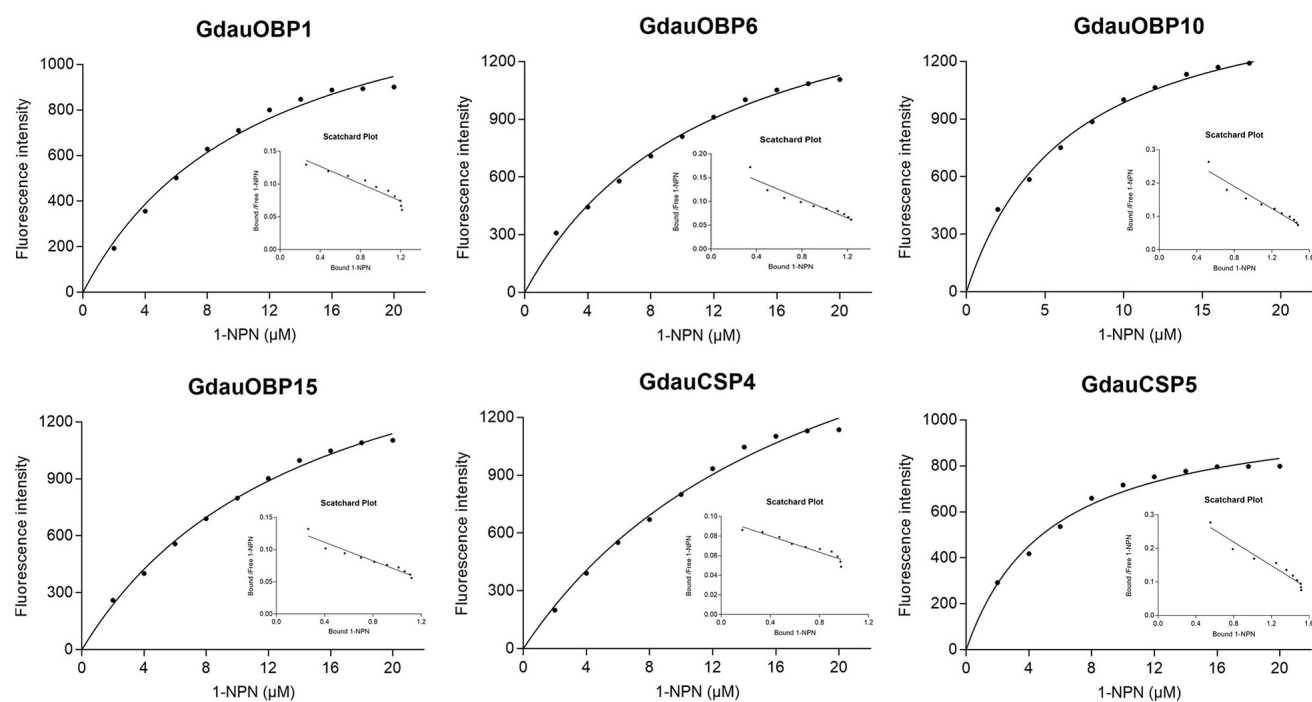 GdauOBP1
Fluorescence intensity
1000
800
600
400
200
0
0 4 8 12 16 20
1-NPN (µM)
Scatchard Plot
Bound /Free 1-NPN
0.15
0.10
0.05
0.00
0.0 0.4 0.8 1.2
Bound 1-NPN
GdauOBP6
Fluorescence intensity
1200
900
600
300
0
0 4 8 12 16 20
1-NPN (µM)
Scatchard Plot
Bound /Free 1-NPN
0.20
0.15
0.10
0.05
0.00
0.0 0.4 0.8 1.2
Bound 1-NPN
GdauOBP10
Fluorescence intensity
1200
900
600
300
0
0 5 10 15 20
1-NPN (µM)
Scatchard Plot
Bound /Free 1-NPN
0.3
0.2
0.1
0.0
0.0 0.4 0.8 1.2 1.6
Bound 1-NPN
GdauOBP15
Fluorescence intensity
1200
900
600
300
0
0 4 8 12 16 20
1-NPN (µM)
Scatchard Plot
Bound /Free 1-NPN
0.15
0.10
0.05
0.00
0.0 0.4 0.8 1.2
Bound 1-NPN
GdauCSP4
Fluorescence intensity
1200
900
600
300
0
0 4 8 12 16 20
1-NPN (µM)
Scatchard Plot
Bound /Free 1-NPN
0.10
0.08
0.06
0.04
0.02
0.00
0.0 0.4 0.8 1.2
Bound 1-NPN
GdauCSP5
Fluorescence intensity
1000
800
600
400
200
0
0 4 8 12 16 20
1-NPN (µM)
Scatchard Plot
Bound /Free 1-NPN
0.3
0.2
0.1
0.0
0.0 0.4 0.8 1.2 1.6
Bound 1-NPN